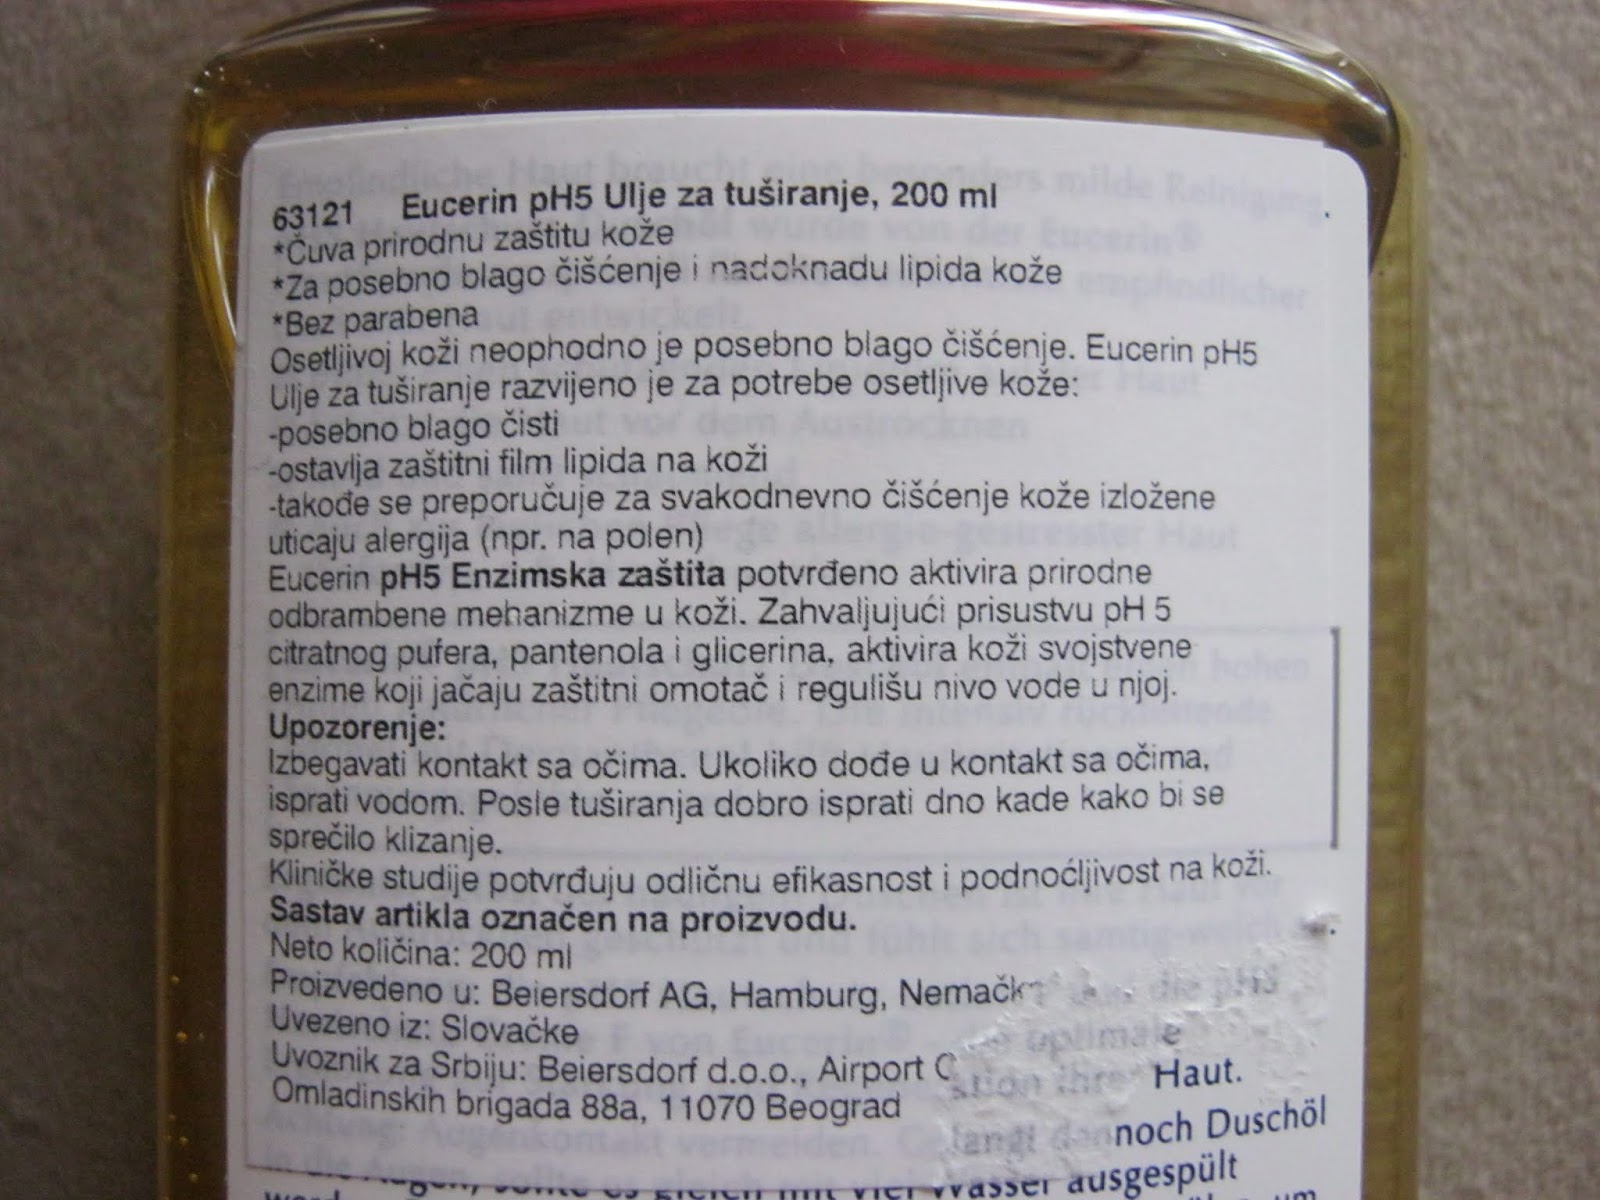 63121 Eucerin pH5 Ulje za tuširanje, 200 ml
*Čuva prirodnu zaštitu kože
*Za posebno blago čišćenje i nadoknadu lipida kože
*Bez parabena
Osetljivoj koži neophodno je posebno blago čišćenje. Eucerin pH5
Ulje za tuširanje razvijeno je za potrebe osetljive kože:
-posebno blago čisti
-ostavlja zaštitni film lipida na koži
-takođe se preporučuje za svakodnevno čišćenje kože izložene
uticaju alergija (npr. na polen)
Eucerin pH5 Enzimska zaštita potvrđeno aktivira prirodne
odbrambene mehanizme u koži. Zahvaljujući prisustvu pH 5
citratnog pufera, pantenola i glicerina, aktivira koži svojstvene
enzime koji jačaju zaštitni omotač i regulišu nivo vode u njoj.
Upozorenje:
Izbegavati kontakt sa očima. Ukoliko dođe u kontakt sa očima,
isprati vodom. Posle tuširanja dobro isprati dno kade kako bi se
sprečilo klizanje.
Kliničke studije potvrđuju odličnu efikasnost i podnoćljivost na koži.
Sastav artikla označen na proizvodu.
Neto količina: 200 ml
Proizvedeno u: Beiersdorf AG, Hamburg,
Uvezeno iz: Slovačke
Uvoznik za Srbiju: Beiersdorf d.o.o., Airport
Haut.
Omladinskih brigada 88a, 11070 Beograd
noch Duschöl
ausgespült